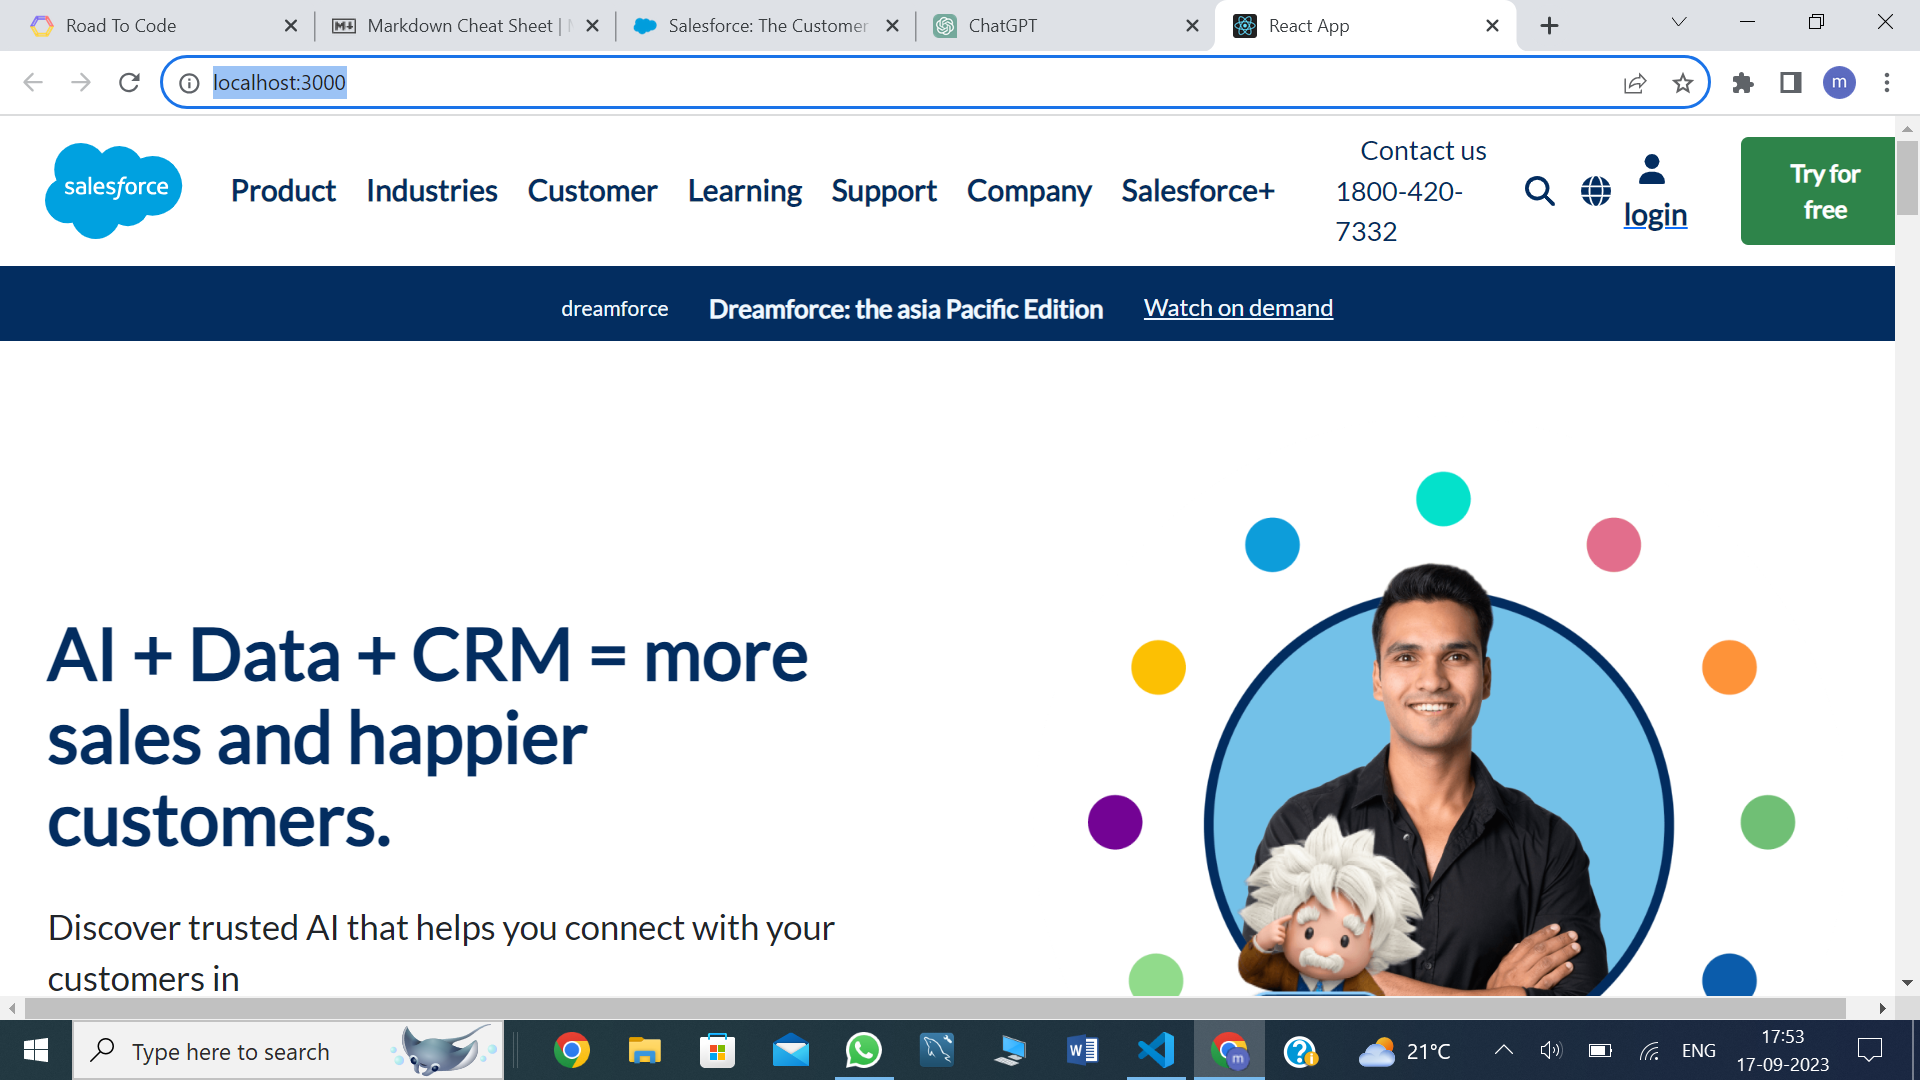 Road To Code
Markdown Cheat Sheet |
Salesforce: The Customer
ChatGPT
React App
localhost:3000
m
salesforce
Product
Industries
Customer
Learning
Support
Company
Salesforce+
Contact us
1800-420-
7332
login
Try for
free
dreamforce
Dreamforce: the asia Pacific Edition
Watch on demand
AI + Data + CRM = more
sales and happier
customers.
Discover trusted AI that helps you connect with your
customers in
Type here to search
m
21°C
ENG
17:53
17-09-2023